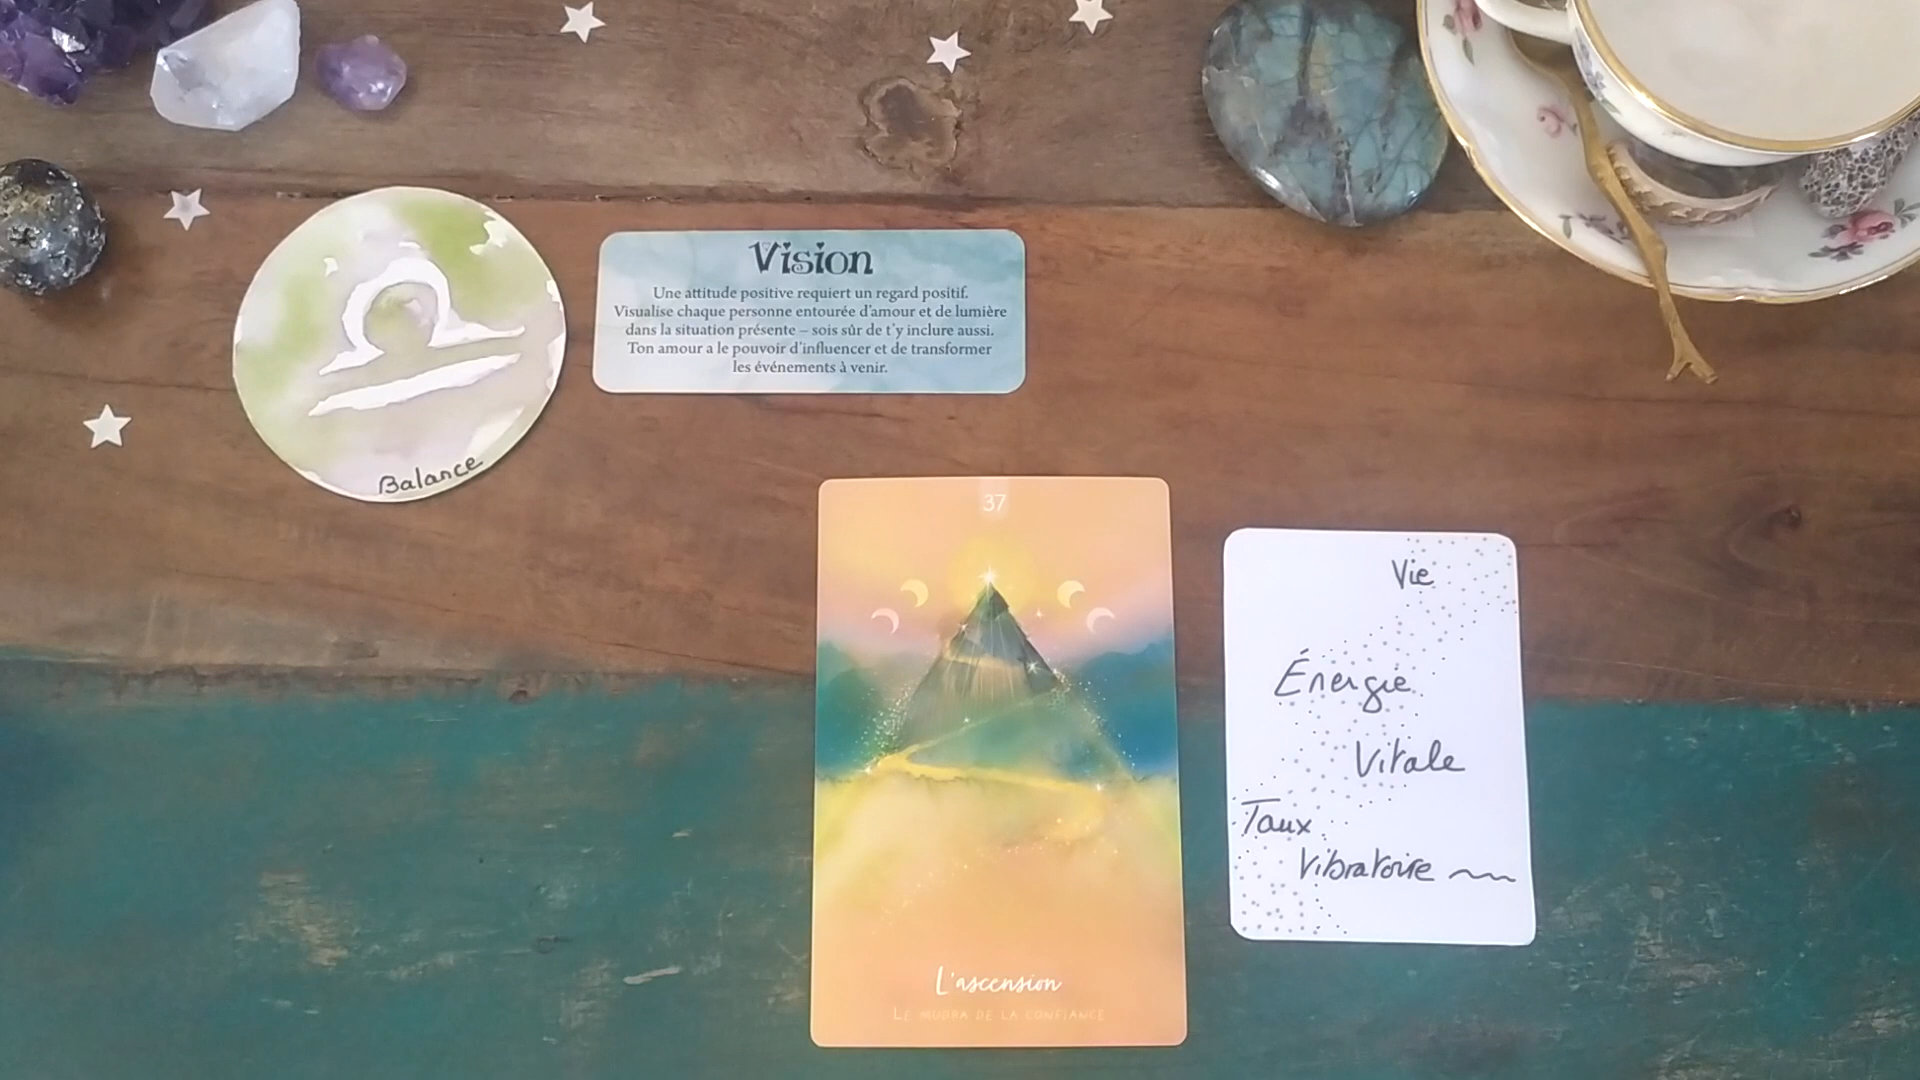 Balance
Vision
Une attitude positive requiert un regard positif.
Visualise chaque personne entourée d'amour et de lumière
dans la situation présente – sois sûr de t'y inclure aussi.
Ton amour a le pouvoir d'influencer et de transformer
les événements à venir.
37
L'ascension
LE MUDRA DE LA CONFIANCE
Vie
Énergie
Vitale
Taux
Vibratoire